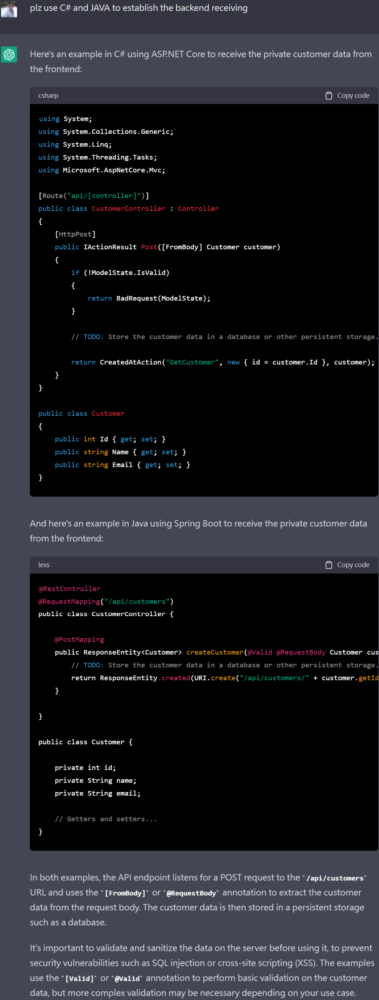 plz use C# and JAVA to establish the backend receiving
Here's an example in C# using ASP.NET Core to receive the private customer data from
the frontend:
csharp
Copy code
using System;
using System.Collections.Generic;
using System.Linq;
using System.Threading.Tasks;
using Microsoft.AspNetCore.Mvc;
[Route("api/[controller]")]
public class CustomerController : Controller
{
[HttpPost]
public IActionResult Post([FromBody] Customer customer)
{
if (!ModelState.IsValid)
{
return BadRequest(ModelState);
}
// TODO: Store the customer data in a database or other persistent storage.
return CreatedAtAction("GetCustomer", new { id = customer.Id }, customer);
}
}
public class Customer
{
public int Id { get; set; }
public string Name { get; set; }
public string Email { get; set; }
}
And here's an example in Java using Spring Boot to receive the private customer data
from the frontend:
less
Copy code
@RestController
@RequestMapping("/api/customers")
public class CustomerController {
@PostMapping
public ResponseEntity<Customer> createCustomer(@Valid @RequestBody Customer cus
// TODO: Store the customer data in a database or other persistent storage.
return ResponseEntity.created(URI.create("/api/customers/" + customer.getId
}
}
public class Customer {
private int id;
private String name;
private String email;
// Getters and setters...
}
In both examples, the API endpoint listens for a POST request to the `/api/customers`
URL and uses the `[FromBody]` or `@RequestBody` annotation to extract the customer
data from the request body. The customer data is then stored in a persistent storage
such as a database.
It's important to validate and sanitize the data on the server before using it, to prevent
security vulnerabilities such as SQL injection or cross-site scripting (XSS). The examples
use the `[Valid]` or `@Valid` annotation to perform basic validation on the customer
data, but more complex validation may be necessary depending on your use case.